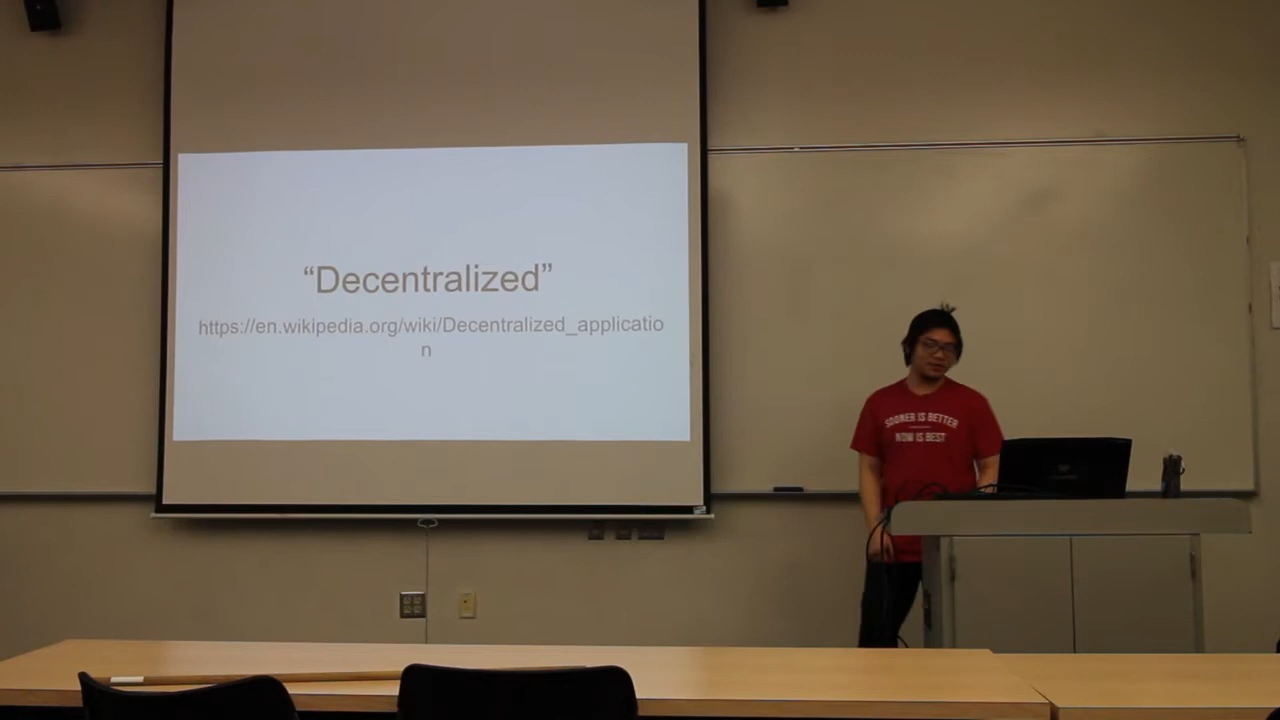 “Decentralized”
https://en.wikipedia.org/wiki/Decentralized_applicatio
n
SOONER IS BETTER
NOW IS BEST